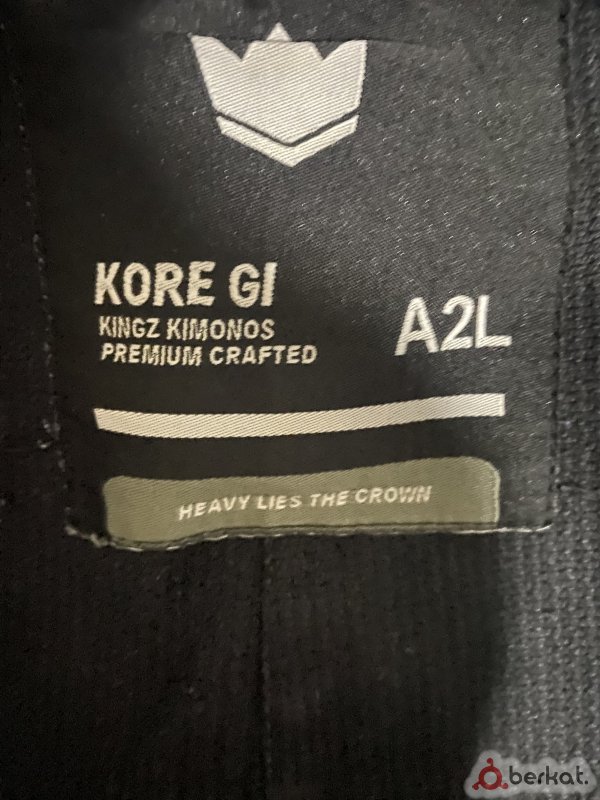 KORE GI
KINGZ KIMONOS
PREMIUM CRAFTED
A2L
HEAVY LIES THE CROWN
berkat.